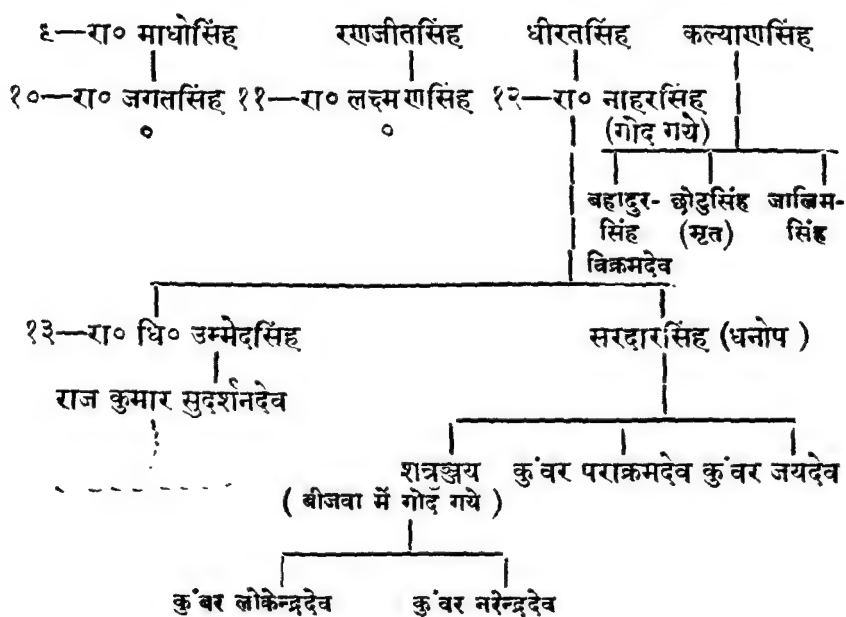 ९—रा० माधोसिंह रणजीतसिंह धीरतसिंह कल्याणसिंह
१०—रा० जगतसिंह ११—रा० लक्ष्मणसिंह १२—रा० नाहरसिंह
(गोद गये)
बहादुर- छोटुसिंह जालिम-
सिंह (मृत) सिंह
विक्रमदेव
१३—रा० धि० उम्मेदसिंह सरदारसिंह (धनोप )
राज कुमार सुदर्शनदेव
शत्रञ्जय कुंवर पराक्रमदेव कुंवर जयदेव
( बीजवा में गोद गये )
कुंवर लोकेन्द्रदेव कुंवर नरेन्द्रदेव